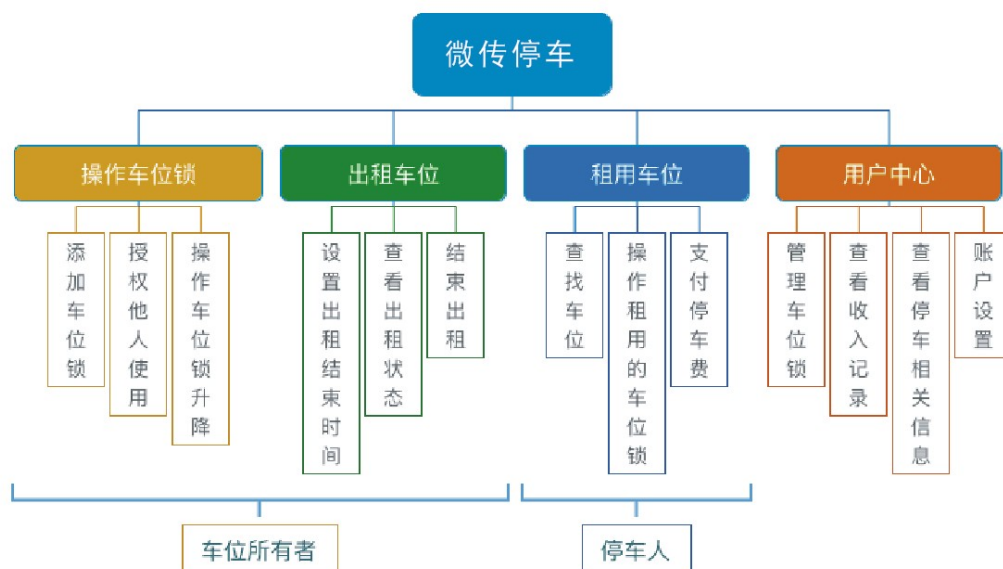 微传停车
操作车位锁
出租车位
租用车位
用户中心
添加车位锁
授权他人使用
操作车位锁升降
设置出租结束时间
查看出租状态
结束出租
查找车位
操作租用的车位锁
支付停车费
管理车位锁
查看收入记录
查看停车相关信息
账户设置
车位所有者
停车人